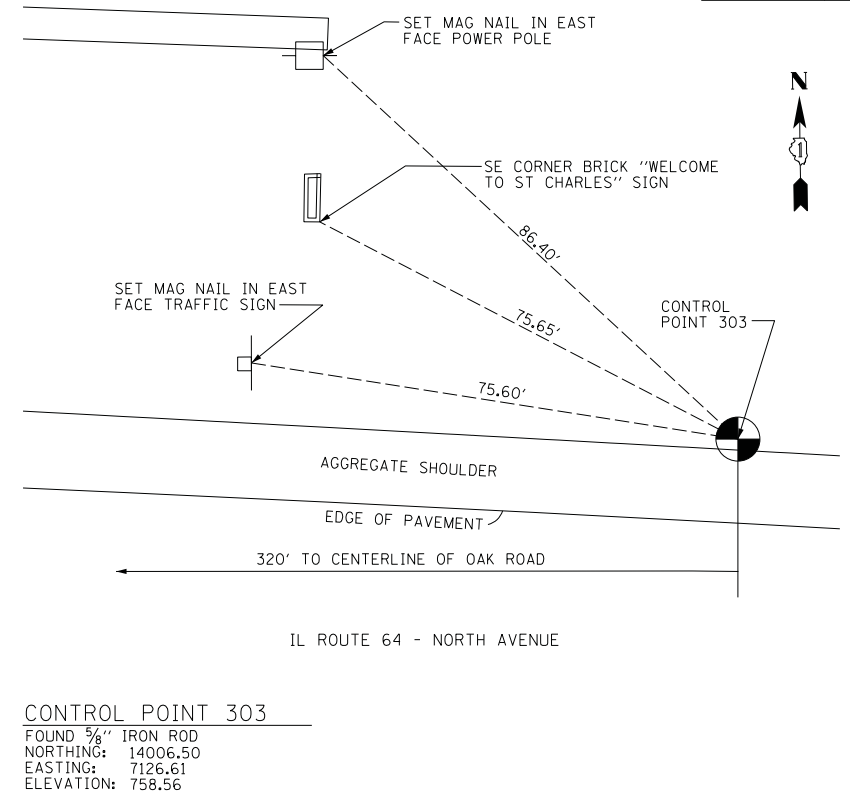 SET MAG NAIL IN EAST
FACE POWER POLE
N
1
SE CORNER BRICK "WELCOME
TO ST CHARLES" SIGN
86.40'
SET MAG NAIL IN EAST
FACE TRAFFIC SIGN
CONTROL
POINT 303
75.65'
75.60'
AGGREGATE SHOULDER
EDGE OF PAVEMENT
320' TO CENTERLINE OF OAK ROAD
IL ROUTE 64 - NORTH AVENUE
CONTROL POINT 303
FOUND 5/8" IRON ROD
NORTHING: 14006.50
EASTING: 7126.61
ELEVATION: 758.56